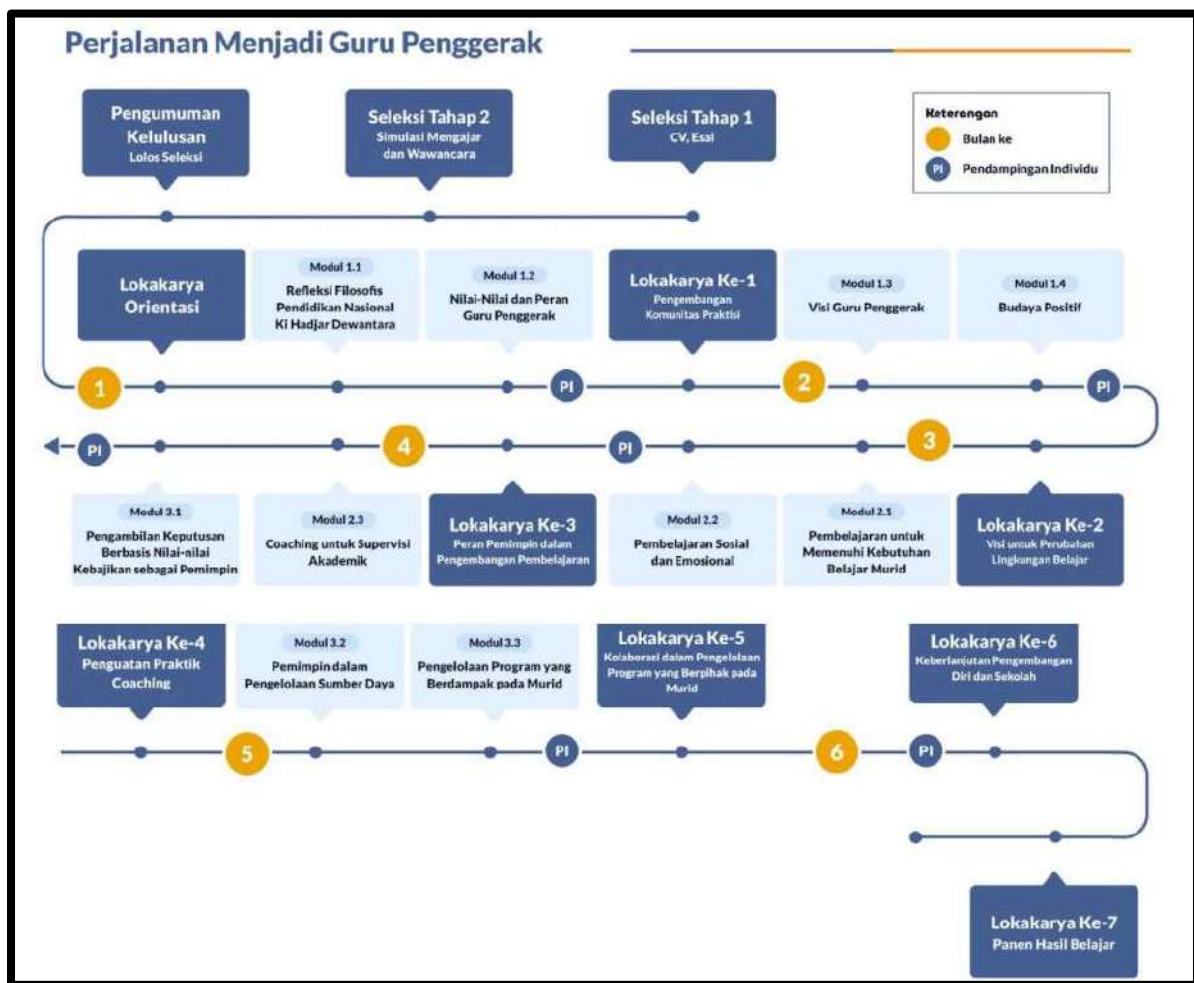 Perjalanan Menjadi Guru Penggerak
Pengumuman
Kelulusan
Lolos Seleksi
Seleksi Tahap 2
Simulasi Mengajar
dan Wawancara
Seleksi Tahap 1
CV, Esai
Keterangan
Bulan ke
PI
Pendampingan Individu
Lokakarya
Orientasi
Modul 1.1
Refleksi Filosofis
Pendidikan Nasional
Ki Hadjar Dewantara
Modul 1.2
Nilai-Nilai dan Peran
Guru Penggerak
Lokakarya Ke-1
Pengembangan
Komunitas Praktisi
Modul 1.3
Visi Guru Penggerak
Modul 1.4
Budaya Positif
1
PI
2
PI
PI
4
PI
3
Modul 3.1
Pengambilan Keputusan
Berbasis Nilai-nilai
Kebajikan sebagai Pemimpin
Modul 2.3
Coaching untuk Supervisi
Akademik
Lokakarya Ke-3
Peran Pemimpin dalam
Pengembangan Pembelajaran
Modul 2.2
Pembelajaran Sosial
dan Emosional
Modul 2.1
Pembelajaran untuk
Memenuhi Kebutuhan
Belajar Murid
Lokakarya Ke-2
Visi untuk Perubahan
Lingkungan Belajar
Lokakarya Ke-4
Penguatan Praktik
Coaching
Modul 3.2
Pemimpin dalam
Pengelolaan Sumber Daya
Modul 3.3
Pengelolaan Program yang
Berdampak pada Murid
Lokakarya Ke-5
Kolaborasi dalam Pengelolaan
Program yang Berpihak pada
Murid
Lokakarya Ke-6
Keberlanjutan Pengembangan
Diri dan Sekolah
5
PI
6
PI
Lokakarya Ke-7
Panen Hasil Belajar